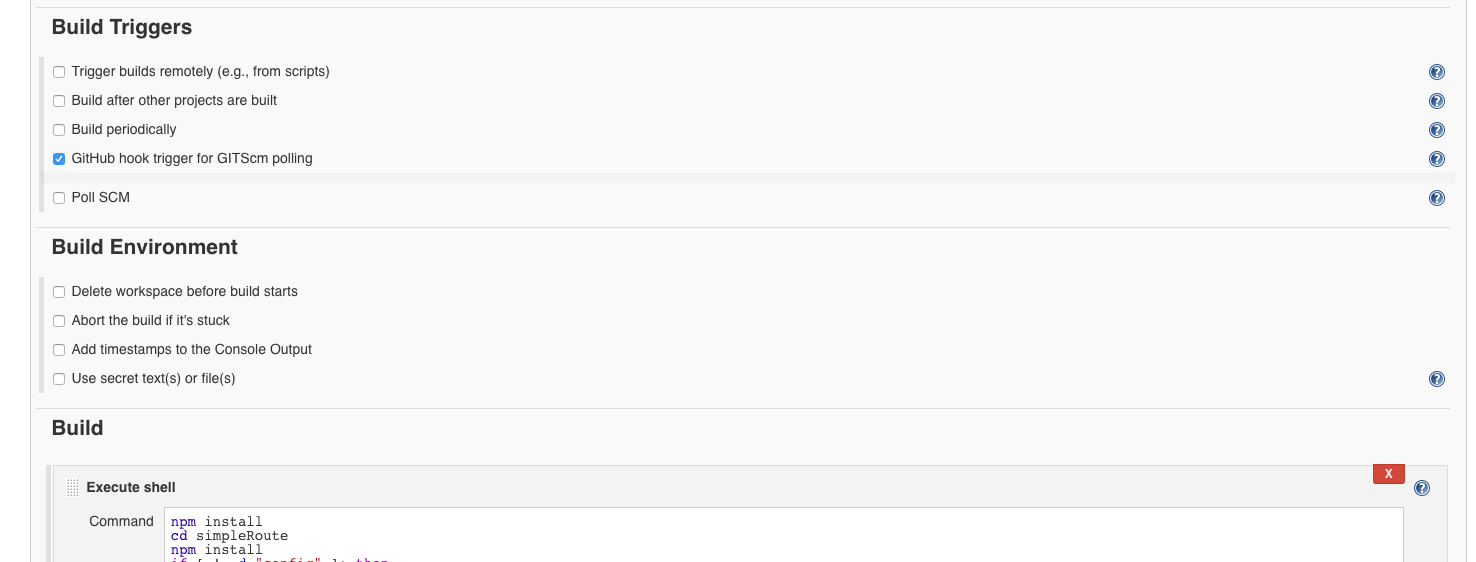 Build Triggers
Trigger builds remotely (e.g., from scripts)
Build after other projects are built
Build periodically
GitHub hook trigger for GITScm polling
Poll SCM
Build Environment
Delete workspace before build starts
Abort the build if it's stuck
Add timestamps to the Console Output
Use secret text(s) or file(s)
Build
X
Execute shell
Command
npm install
cd simpleRoute
npm install